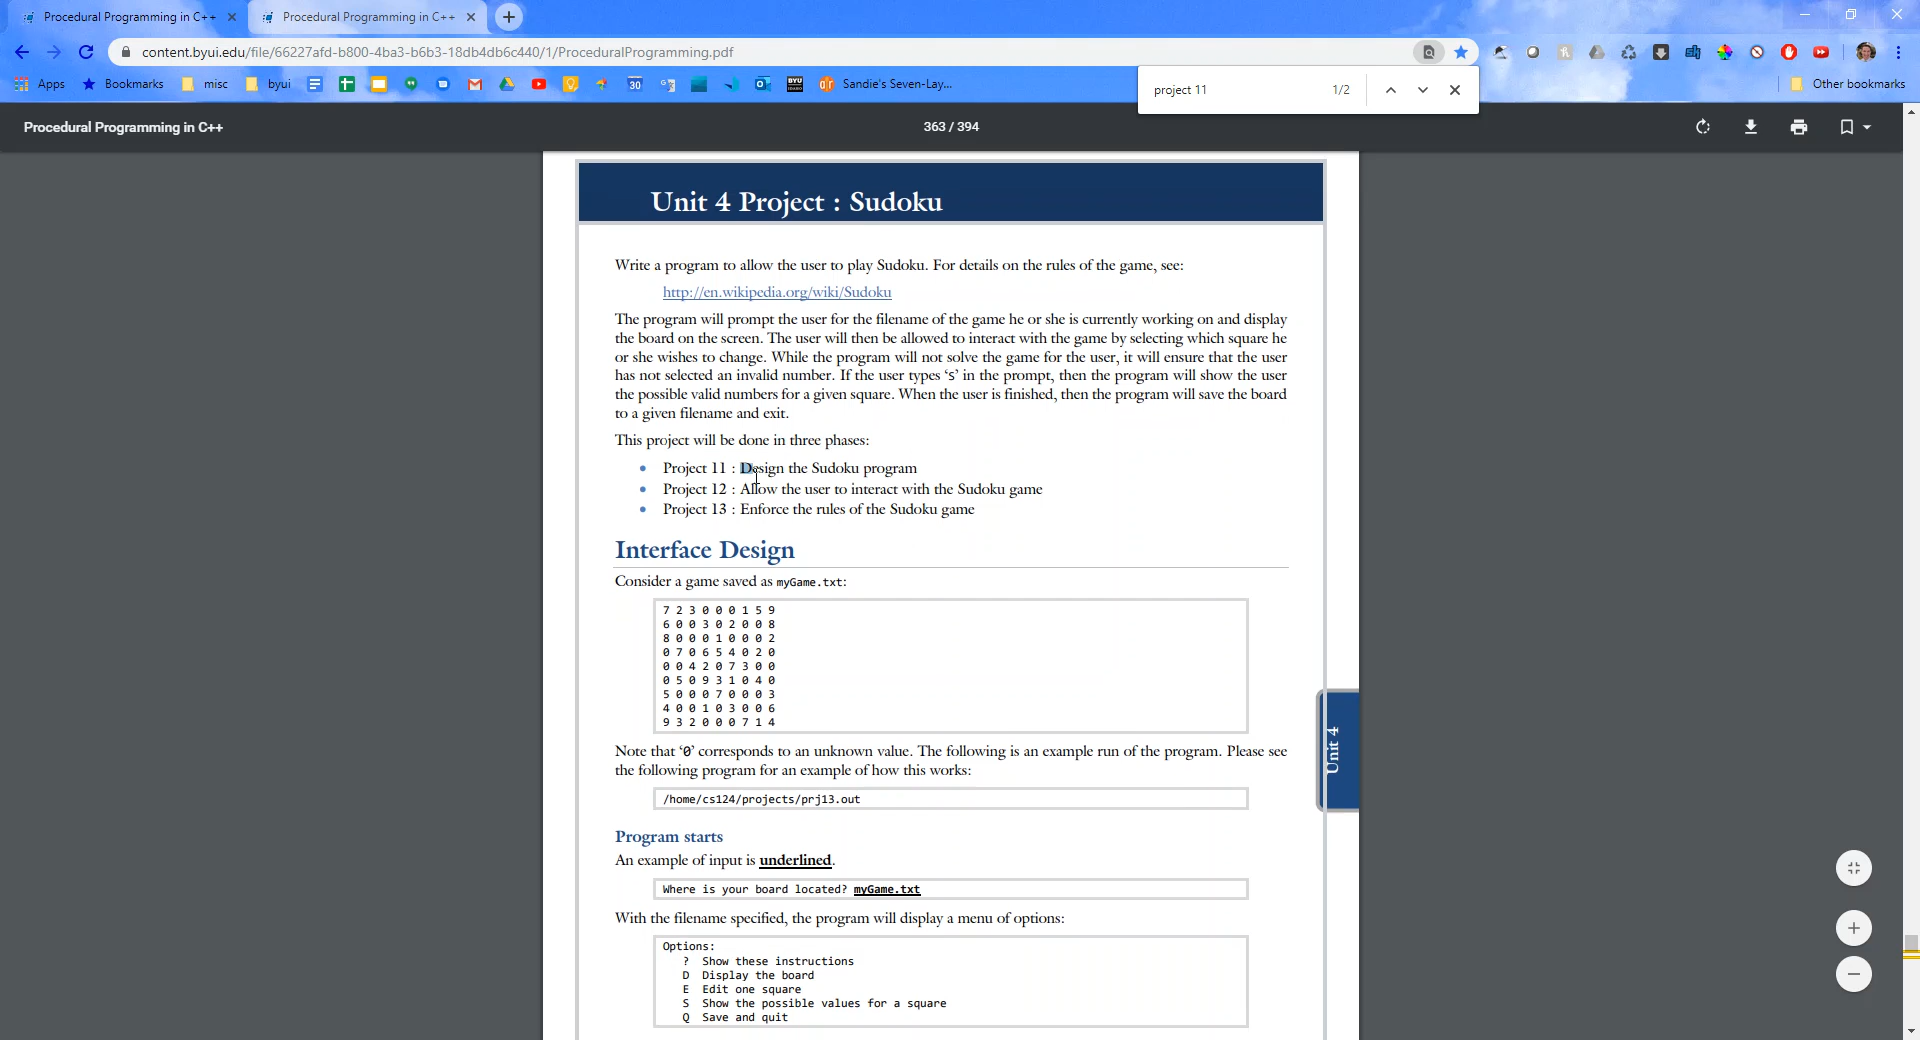 Procedural Programming in C++
Procedural Programming in C++
content.byui.edu/file/66227afd-b800-4ba3-b6b3-18db4db6c440/1/ProceduralProgramming.pdf
Apps
Bookmarks
misc
byui
30
BYU
Sandie's Seven-Lay...
Other bookmarks
project 11
1/2
Procedural Programming in C++
363 / 394
Unit 4 Project : Sudoku
Write a program to allow the user to play Sudoku. For details on the rules of the game, see:
http://en.wikipedia.org/wiki/Sudoku
The program will prompt the user for the filename of the game he or she is currently working on and display
the board on the screen. The user will then be allowed to interact with the game by selecting which square he
or she wishes to change. While the program will not solve the game for the user, it will ensure that the user
has not selected an invalid number. If the user types ‘S’ in the prompt, then the program will show the user
the possible valid numbers for a given square. When the user is finished, then the program will save the board
to a given filename and exit.
This project will be done in three phases:
• Project 11 : Design the Sudoku program
• Project 12 : Allow the user to interact with the Sudoku game
• Project 13 : Enforce the rules of the Sudoku game
Interface Design
Consider a game saved as myGame.txt:
7 2 3 0 0 0 1 5 9
6 0 0 3 0 2 0 0 8
8 0 0 0 1 0 0 0 2
0 7 0 6 5 4 0 2 0
0 0 4 2 0 7 3 0 0
0 5 0 9 3 1 0 4 0
5 0 0 0 7 0 0 0 3
4 0 0 1 0 3 0 0 6
9 3 2 0 0 0 7 1 4
Note that ‘0’ corresponds to an unknown value. The following is an example run of the program. Please see
the following program for an example of how this works:
/home/cs124/projects/prj13.out
Unit 4
Program starts
An example of input is underlined.
Where is your board located? myGame.txt
With the filename specified, the program will display a menu of options:
Options:
? Show these instructions
D Display the board
E Edit one square
S Show the possible values for a square
Q Save and quit